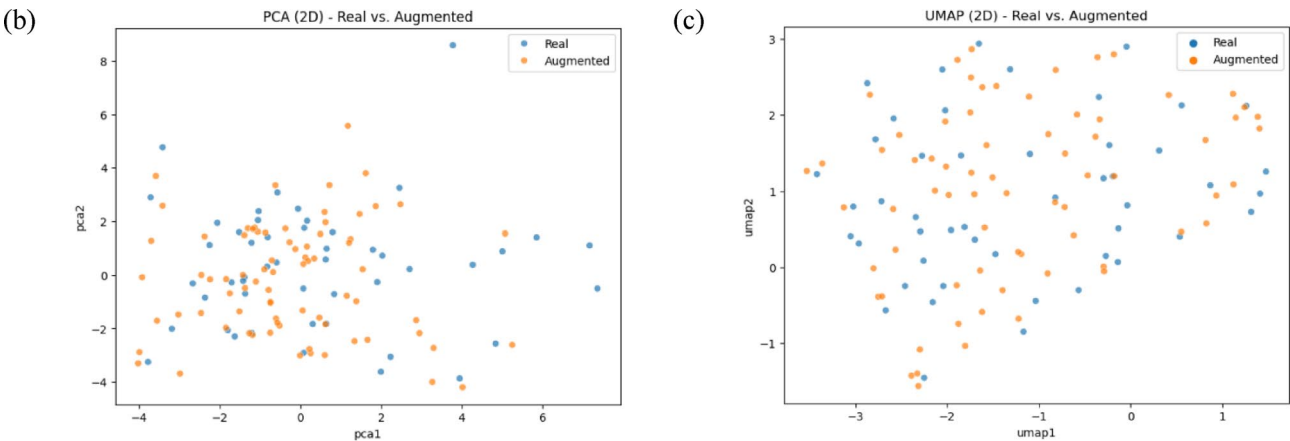 (b)
PCA (2D) - Real vs. Augmented
Real
Augmented
8
6
4
2
0
−2
−4
pca2
−4
−2
0
2
4
6
pca1
(c)
UMAP (2D) - Real vs. Augmented
Real
Augmented
3
2
1
0
−1
umap2
−3
−2
−1
0
1
umap1